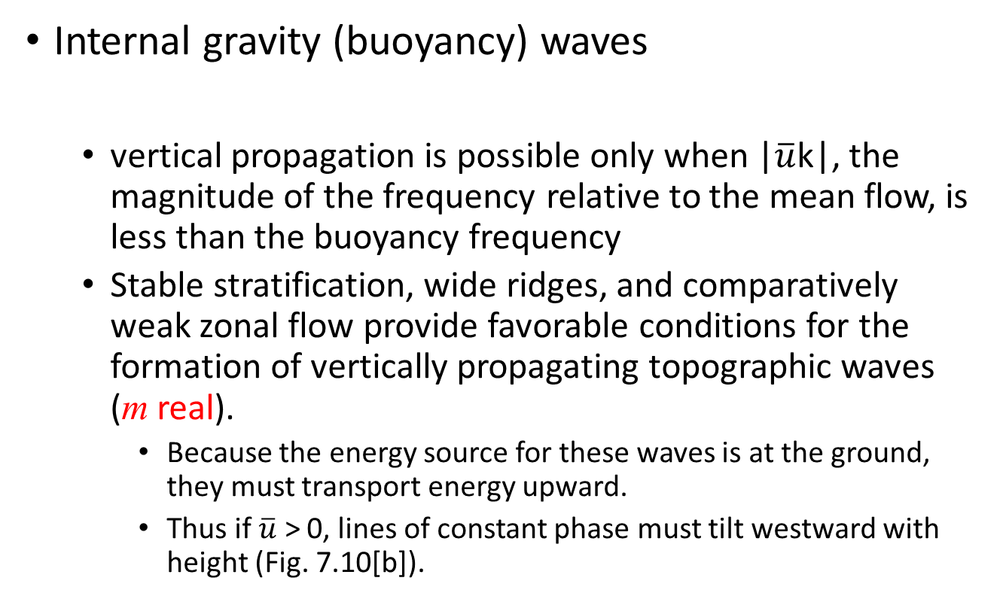 • Internal gravity (buoyancy) waves
• vertical propagation is possible only when |u̅k|, the
magnitude of the frequency relative to the mean flow, is
less than the buoyancy frequency
• Stable stratification, wide ridges, and comparatively
weak zonal flow provide favorable conditions for the
formation of vertically propagating topographic waves
(m real).
• Because the energy source for these waves is at the ground,
they must transport energy upward.
• Thus if u̅ > 0, lines of constant phase must tilt westward with
height (Fig. 7.10[b]).